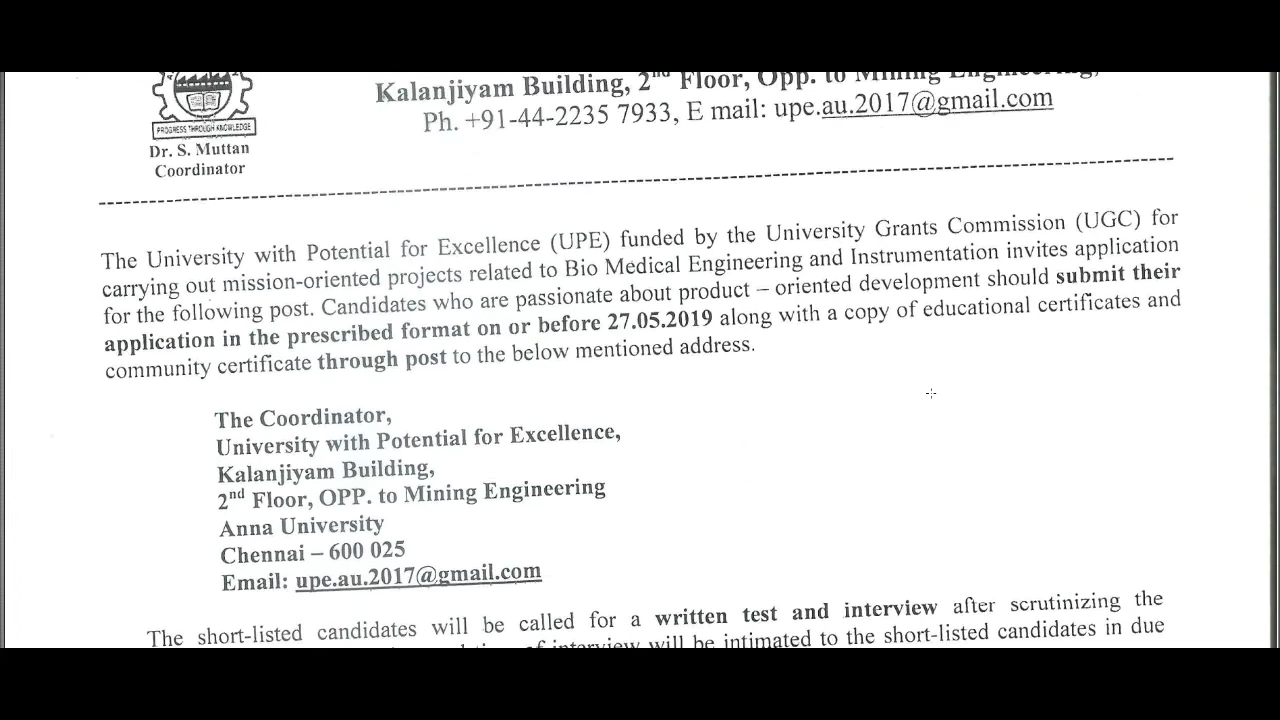 Kalanjiyam Building, 2nd Floor, Opp. to Mining Engineering,
Ph. +91-44-2235 7933, E mail: upe.au.2017@gmail.com
PROGRESS THROUGH KNOWLEDGE
Dr. S. Muttan
Coordinator
The University with Potential for Excellence (UPE) funded by the University Grants Commission (UGC) for
carrying out mission-oriented projects related to Bio Medical Engineering and Instrumentation invites application
for the following post. Candidates who are passionate about product – oriented development should submit their
application in the prescribed format on or before 27.05.2019 along with a copy of educational certificates and
community certificate through post to the below mentioned address.
The Coordinator,
University with Potential for Excellence,
Kalanjiyam Building,
2nd Floor, OPP. to Mining Engineering
Anna University
Chennai – 600 025
Email: upe.au.2017@gmail.com
The short-listed candidates will be called for a written test and interview after scrutinizing the
of interview will be intimated to the short-listed candidates in due